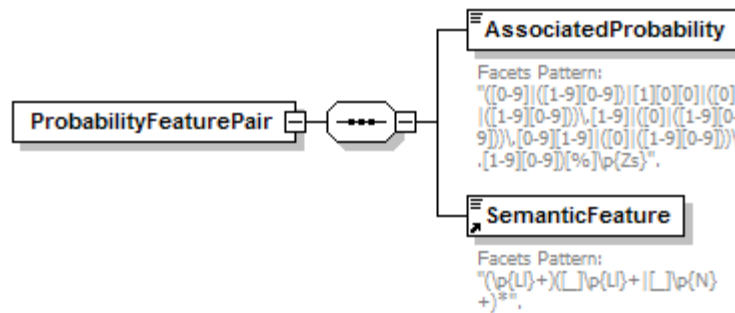 AssociatedProbability
Facets Pattern:
"([0-9]|([1-9][0-9])|[1][0][0]|([0]
|([1-9][0-9]))\,[1-9]|([0]|([1-9][0-
9]))\,[0-9][1-9]|([0]|([1-9][0-9]))\
,[1-9][0-9])[%]\p{Zs}".
ProbabilityFeaturePair
SemanticFeature
Facets Pattern:
"(\p{Ll}+)([_]\p{Ll}+|[_]\p{N}
+)*".